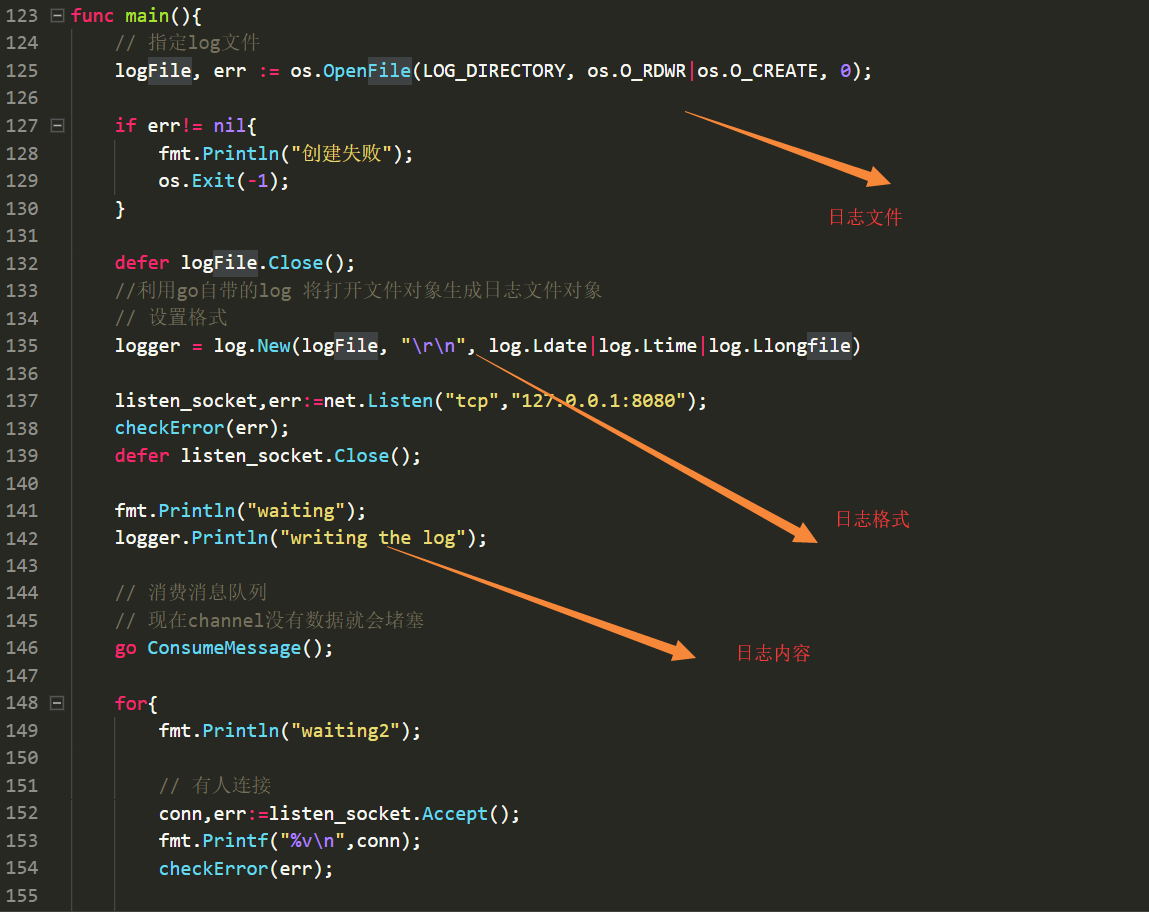 123 func main(){
124 // 指定log文件
125 logFile, err := os.OpenFile(LOG_DIRECTORY, os.O_RDWR|os.O_CREATE, 0);
126
127 if err!= nil{
128 fmt.Println("创建失败");
129 os.Exit(-1);
130 }
日志文件
131
132 defer logFile.Close();
133 //利用go自带的log 将打开文件对象生成日志文件对象
134 // 设置格式
135 logger = log.New(logFile, "\r\n", log.Ldate|log.Ltime|log.Llongfile)
136
137 listen_socket,err:=net.Listen("tcp","127.0.0.1:8080");
138 checkError(err);
139 defer listen_socket.Close();
140
141 fmt.Println("waiting");
日志格式
142 logger.Println("writing the log");
143
144 // 消费消息队列
145 // 现在channel没有数据就会堵塞
146 go ConsumeMessage();
日志内容
147
148 for{
149 fmt.Println("waiting2");
150
151 // 有人连接
152 conn,err:=listen_socket.Accept();
153 fmt.Printf("%v\n",conn);
154 checkError(err);
155